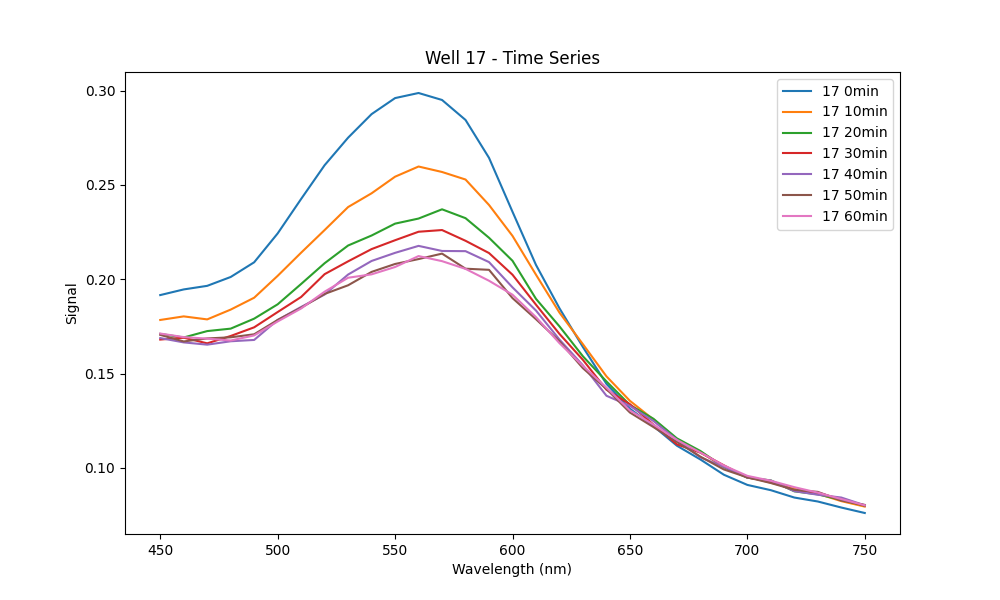 Well 17 - Time Series
Signal
0.30
0.25
0.20
0.15
0.10
17 0min
17 10min
17 20min
17 30min
17 40min
17 50min
17 60min
450 500 550 600 650 700 750
Wavelength (nm)